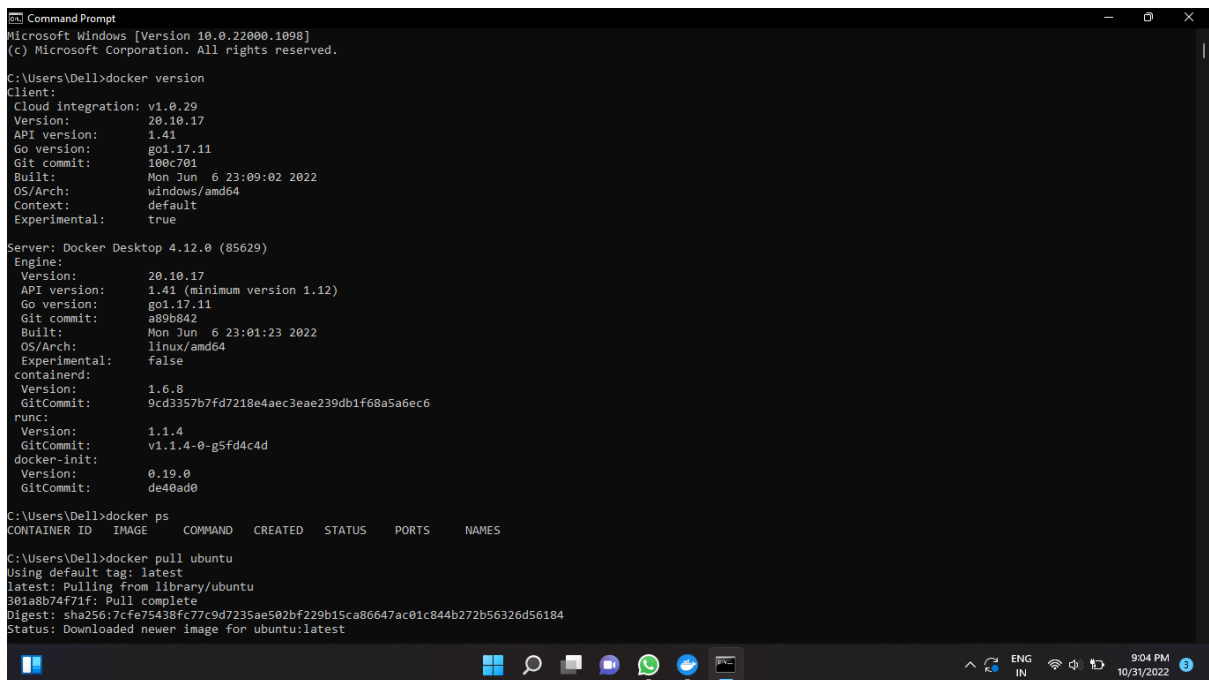 Command Prompt
Microsoft Windows [Version 10.0.22000.1098]
(c) Microsoft Corporation. All rights reserved.
C:\Users\Dell>docker version
Client:
Cloud integration: v1.0.29
Version: 20.10.17
API version: 1.41
Go version: go1.17.11
Git commit: 100c701
Built: Mon Jun 6 23:09:02 2022
OS/Arch: windows/amd64
Context: default
Experimental: true
Server: Docker Desktop 4.12.0 (85629)
Engine:
Version: 20.10.17
API version: 1.41 (minimum version 1.12)
Go version: go1.17.11
Git commit: a89b842
Built: Mon Jun 6 23:01:23 2022
OS/Arch: linux/amd64
Experimental: false
containerd:
Version: 1.6.8
GitCommit: 9cd3357b7fd7218e4aec3eae239db1f68a5a6ec6
runc:
Version: 1.1.4
GitCommit: v1.1.4-0-g5fd4c4d
docker-init:
Version: 0.19.0
GitCommit: de40ad0
C:\Users\Dell>docker ps
CONTAINER ID IMAGE COMMAND CREATED STATUS PORTS NAMES
C:\Users\Dell>docker pull ubuntu
Using default tag: latest
latest: Pulling from library/ubuntu
301a8b74f71f: Pull complete
Digest: sha256:7cfe75438fc77c9d7235ae502bf229b15ca86647ac01c844b272b56326d56184
Status: Downloaded newer image for ubuntu:latest
ENG
IN
9:04 PM
10/31/2022
3